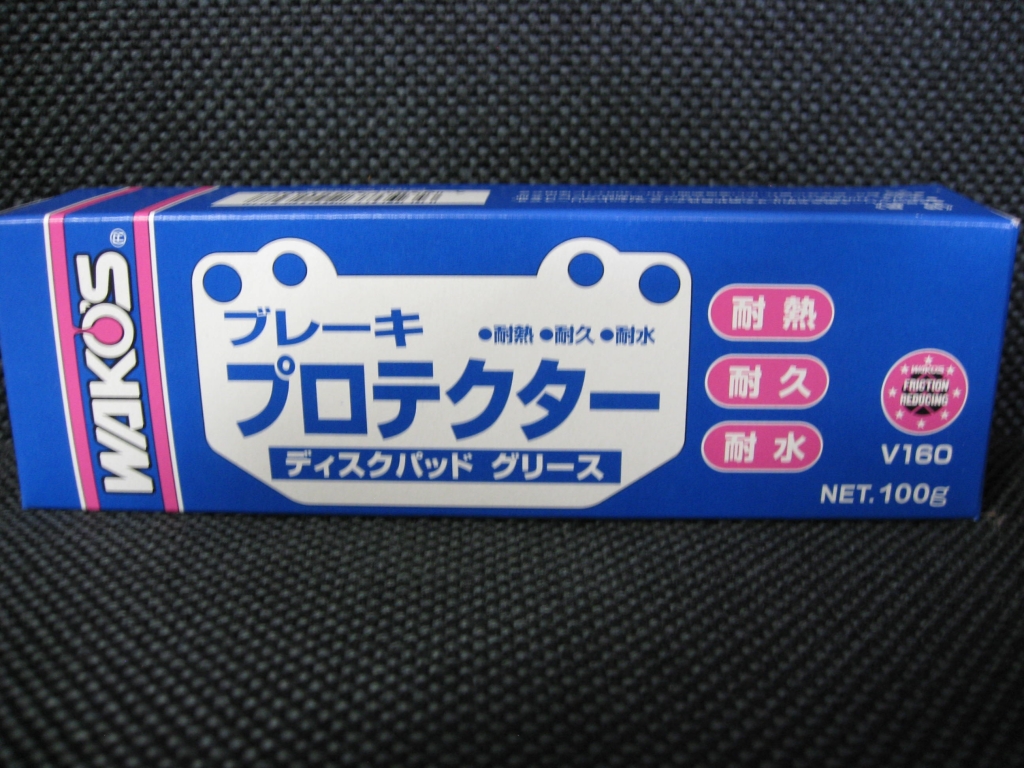 WAKO'S®
ブレーキ
●耐熱 ●耐久 ●耐水
プロテクター
ディスクパッド グリース
耐熱
耐久
耐水
WAKO'S
FRICTION
REDUCING
V160
NET.100g